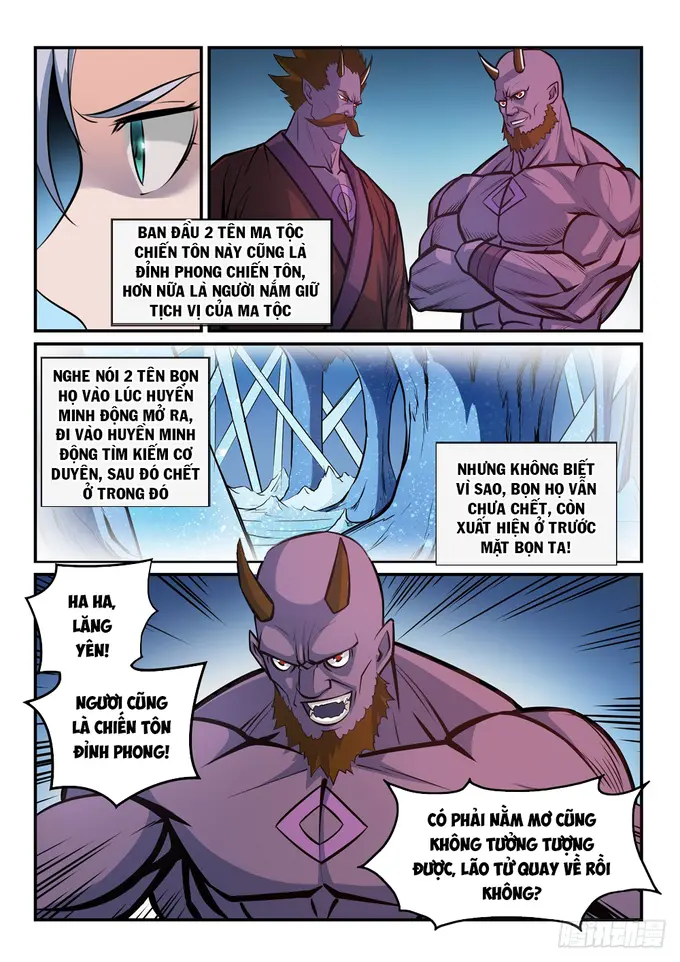 BAN ĐẦU 2 TÊN MA TỘC
CHIẾN TÔN NÀY CŨNG LÀ
ĐỈNH PHONG CHIẾN TÔN,
HƠN NỮA LÀ NGƯỜI NẮM GIỮ
TỊCH VỊ CỦA MA TỘC
NGHE NÓI 2 TÊN BỌN
HỌ VÀO LÚC HUYỀN
MINH ĐỘNG MỞ RA,
ĐI VÀO HUYỀN MINH
ĐỘNG TÌM KIẾM CƠ
DUYÊN, SAU ĐÓ CHẾT
Ở TRONG ĐÓ
NHƯNG KHÔNG BIẾT
VÌ SAO, BỌN HỌ VẪN
CHƯA CHẾT, CÒN
XUẤT HIỆN Ở TRƯỚC
MẶT BỌN TA!
HA HA,
LĂNG
YÊN!
NGƯƠI CŨNG
LÀ CHIẾN TÔN
ĐỈNH PHONG!
CÓ PHẢI NẰM MƠ CŨNG
KHÔNG TƯỞNG TƯỢNG
ĐƯỢC, LÃO TỬ QUAY VỀ RỒI
KHÔNG?
腾讯动漫